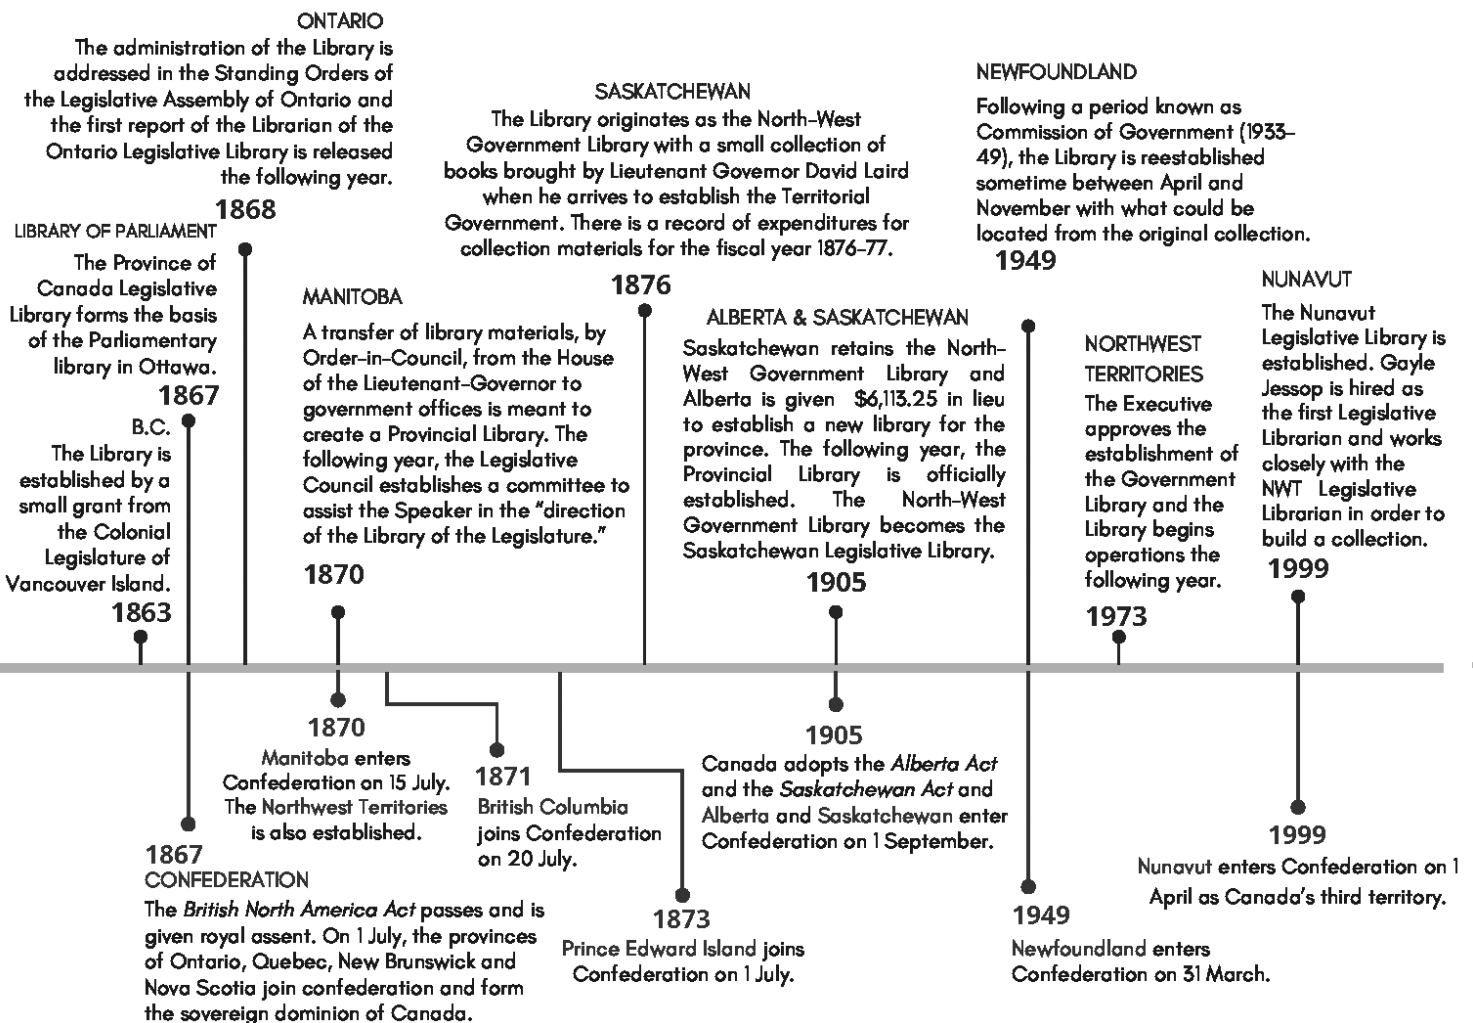 ONTARIO
The administration of the Library is
addressed in the Standing Orders of
the Legislative Assembly of Ontario and
the first report of the Librarian of the
Ontario Legislative Library is released
the following year.
1868
LIBRARY OF PARLIAMENT
The Province of
Canada Legislative
Library forms the basis
of the Parliamentary
library in Ottawa.
1867
B.C.
The Library is
established by a
small grant from
the Colonial
Legislature of
Vancouver Island.
1863
MANITOBA
A transfer of library materials, by
Order-in-Council, from the House
of the Lieutenant-Governor to
government offices is meant to
create a Provincial Library. The
following year, the Legislative
Council establishes a committee to
assist the Speaker in the "direction
of the Library of the Legislature."
1870
SASKATCHEWAN
The Library originates as the North-West
Government Library with a small collection of
books brought by Lieutenant Governor David Laird
when he arrives to establish the Territorial
Government. There is a record of expenditures for
collection materials for the fiscal year 1876-77.
1876
ALBERTA & SASKATCHEWAN
Saskatchewan retains the North-
West Government Library and
Alberta is given $6,113.25 in lieu
to establish a new library for the
province. The following year, the
Provincial Library is officially
established. The North-West
Government Library becomes the
Saskatchewan Legislative Library.
1905
NEWFOUNDLAND
Following a period known as
Commission of Government (1933-
49), the Library is reestablished
sometime between April and
November with what could be
located from the original collection.
1949
NORTHWEST
TERRITORIES
The Executive
approves the
establishment of
the Government
Library and the
Library begins
operations the
following year.
1973
NUNAVUT
The Nunavut
Legislative Library is
established. Gayle
Jessop is hired as
the first Legislative
Librarian and works
closely with the
NWT Legislative
Librarian in order to
build a collection.
1999
1867
CONFEDERATION
The British North America Act passes and is
given royal assent. On 1 July, the provinces
of Ontario, Quebec, New Brunswick and
Nova Scotia join confederation and form
the sovereign dominion of Canada.
1870
Manitoba enters
Confederation on 15 July.
The Northwest Territories
is also established.
1871
British Columbia
joins Confederation
on 20 July.
1873
Prince Edward Island joins
Confederation on 1 July.
1905
Canada adopts the Alberta Act
and the Saskatchewan Act and
Alberta and Saskatchewan enter
Confederation on 1 September.
1949
Newfoundland enters
Confederation on 31 March.
1999
Nunavut enters Confederation on 1
April as Canada's third territory.